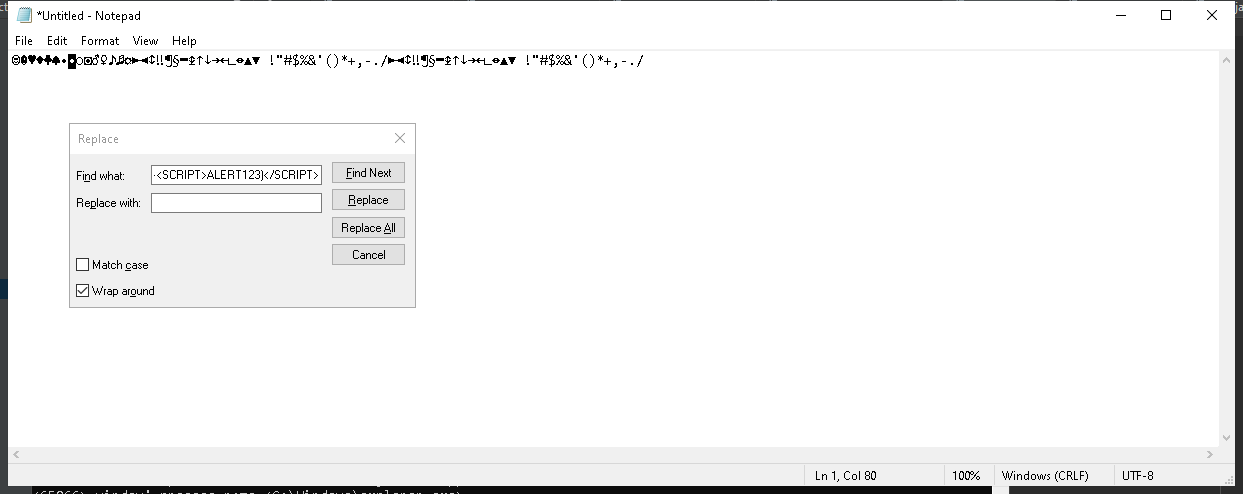 *Untitled - Notepad
File Edit Format View Help
☺☻♥♦♣♠•◘○◙♂♀♪♫☼►◄↕‼¶§▬↨↑↓→←∟↔▲▼ !"#$%&'()*+,-./►◄↕‼¶§▬↨↑↓→←∟↔▲▼ !"#$%&'()*+,-./
Replace
Find what: <SCRIPT>ALERT123)</SCRIPT> Find Next
Replace with: Replace
Replace All
Cancel
Match case
Wrap around
Ln 1, Col 80 100% Windows (CRLF) UTF-8